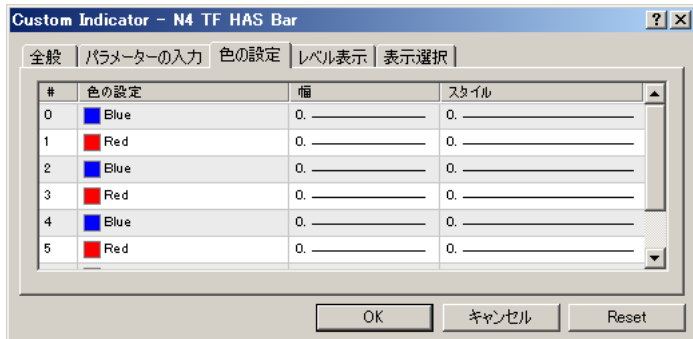 Custom Indicator - N4 TF HAS Bar
全般 パラメーターの入力 色の設定 レベル表示 表示選択
# 色の設定 幅 スタイル
0 Blue 0. 0.
1 Red 0. 0.
2 Blue 0. 0.
3 Red 0. 0.
4 Blue 0. 0.
5 Red 0. 0.
OK キャンセル Reset